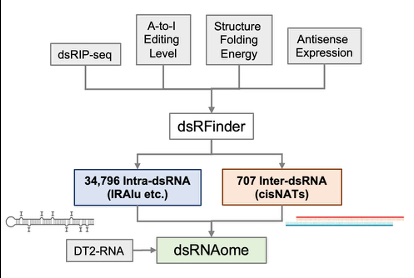 dsRIP-seq
A-to-I
Editing
Level
Structure
Folding
Energy
Antisense
Expression
dsRFinder
34,796 Intra-dsRNA
(IRAlu etc.)
707 Inter-dsRNA
(cisNATs)
DT2-RNA
dsRNAome